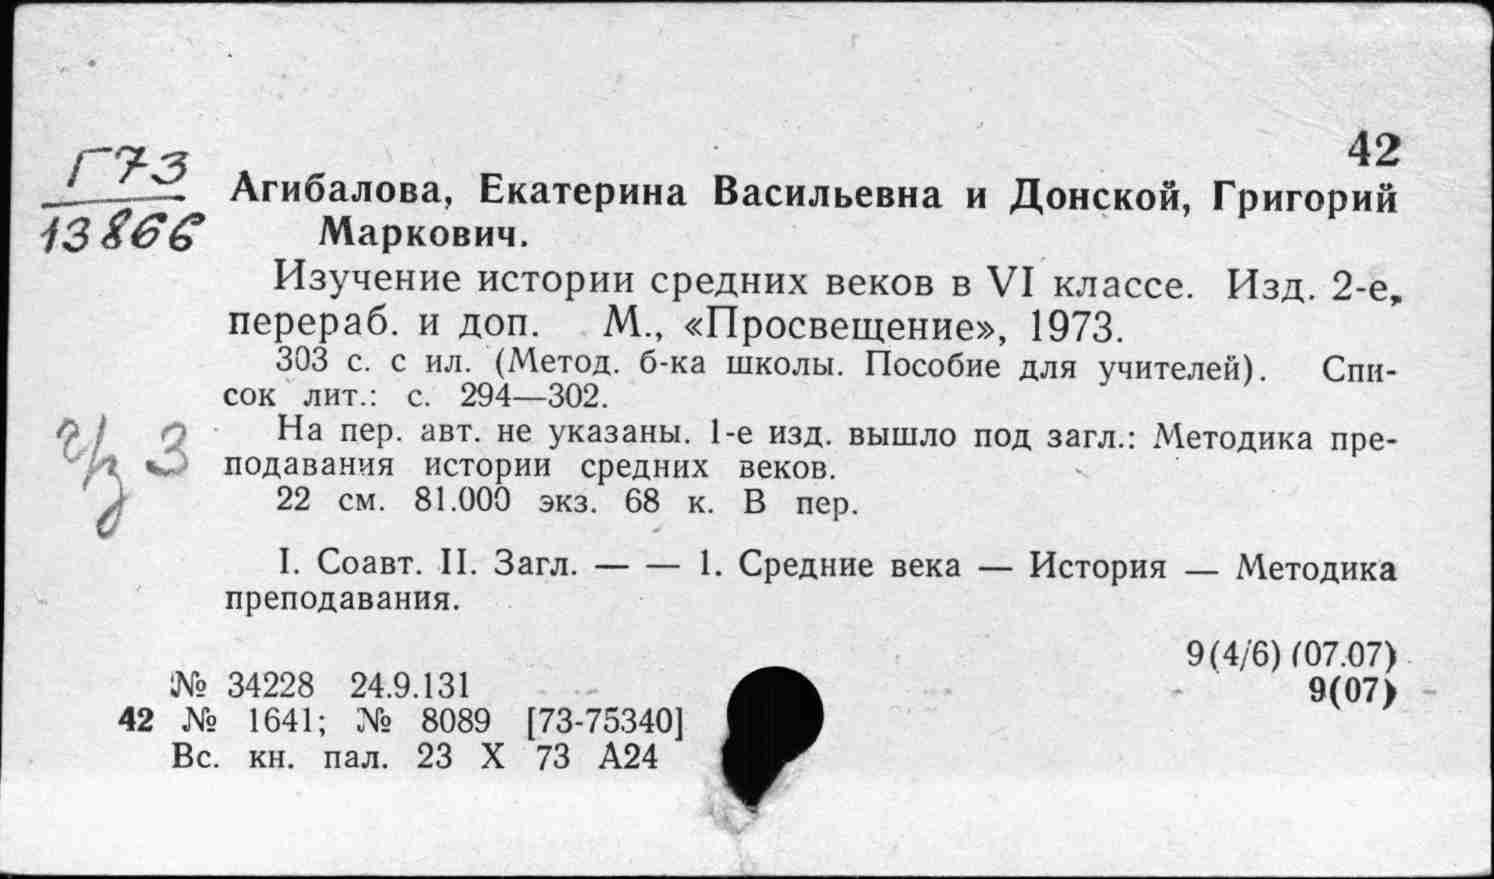 42
Г73
13866
Агибалова, Екатерина Васильевна и Донской, Григорий
Маркович.
Изучение истории средних веков в VI классе. Изд. 2-е,
перераб. и доп. М., «Просвещение», 1973.
303 с. с ил. (Метод. б-ка школы. Пособие для учителей). Спи-
сок лит.: с. 294—302.
На пер. авт. не указаны. 1-е изд. вышло под загл.: Методика пре-
подавания истории средних веков.
22 см. 81.000 экз. 68 к. В пер.
I. Соавт. II. Загл. — — 1. Средние века — История — Методика
преподавания.
9(4/6) (07.07)
9(07)
№ 34228 24.9.131
42 № 1641; № 8089 [73-75340]
Вс. кн. пал. 23 X 73 А24